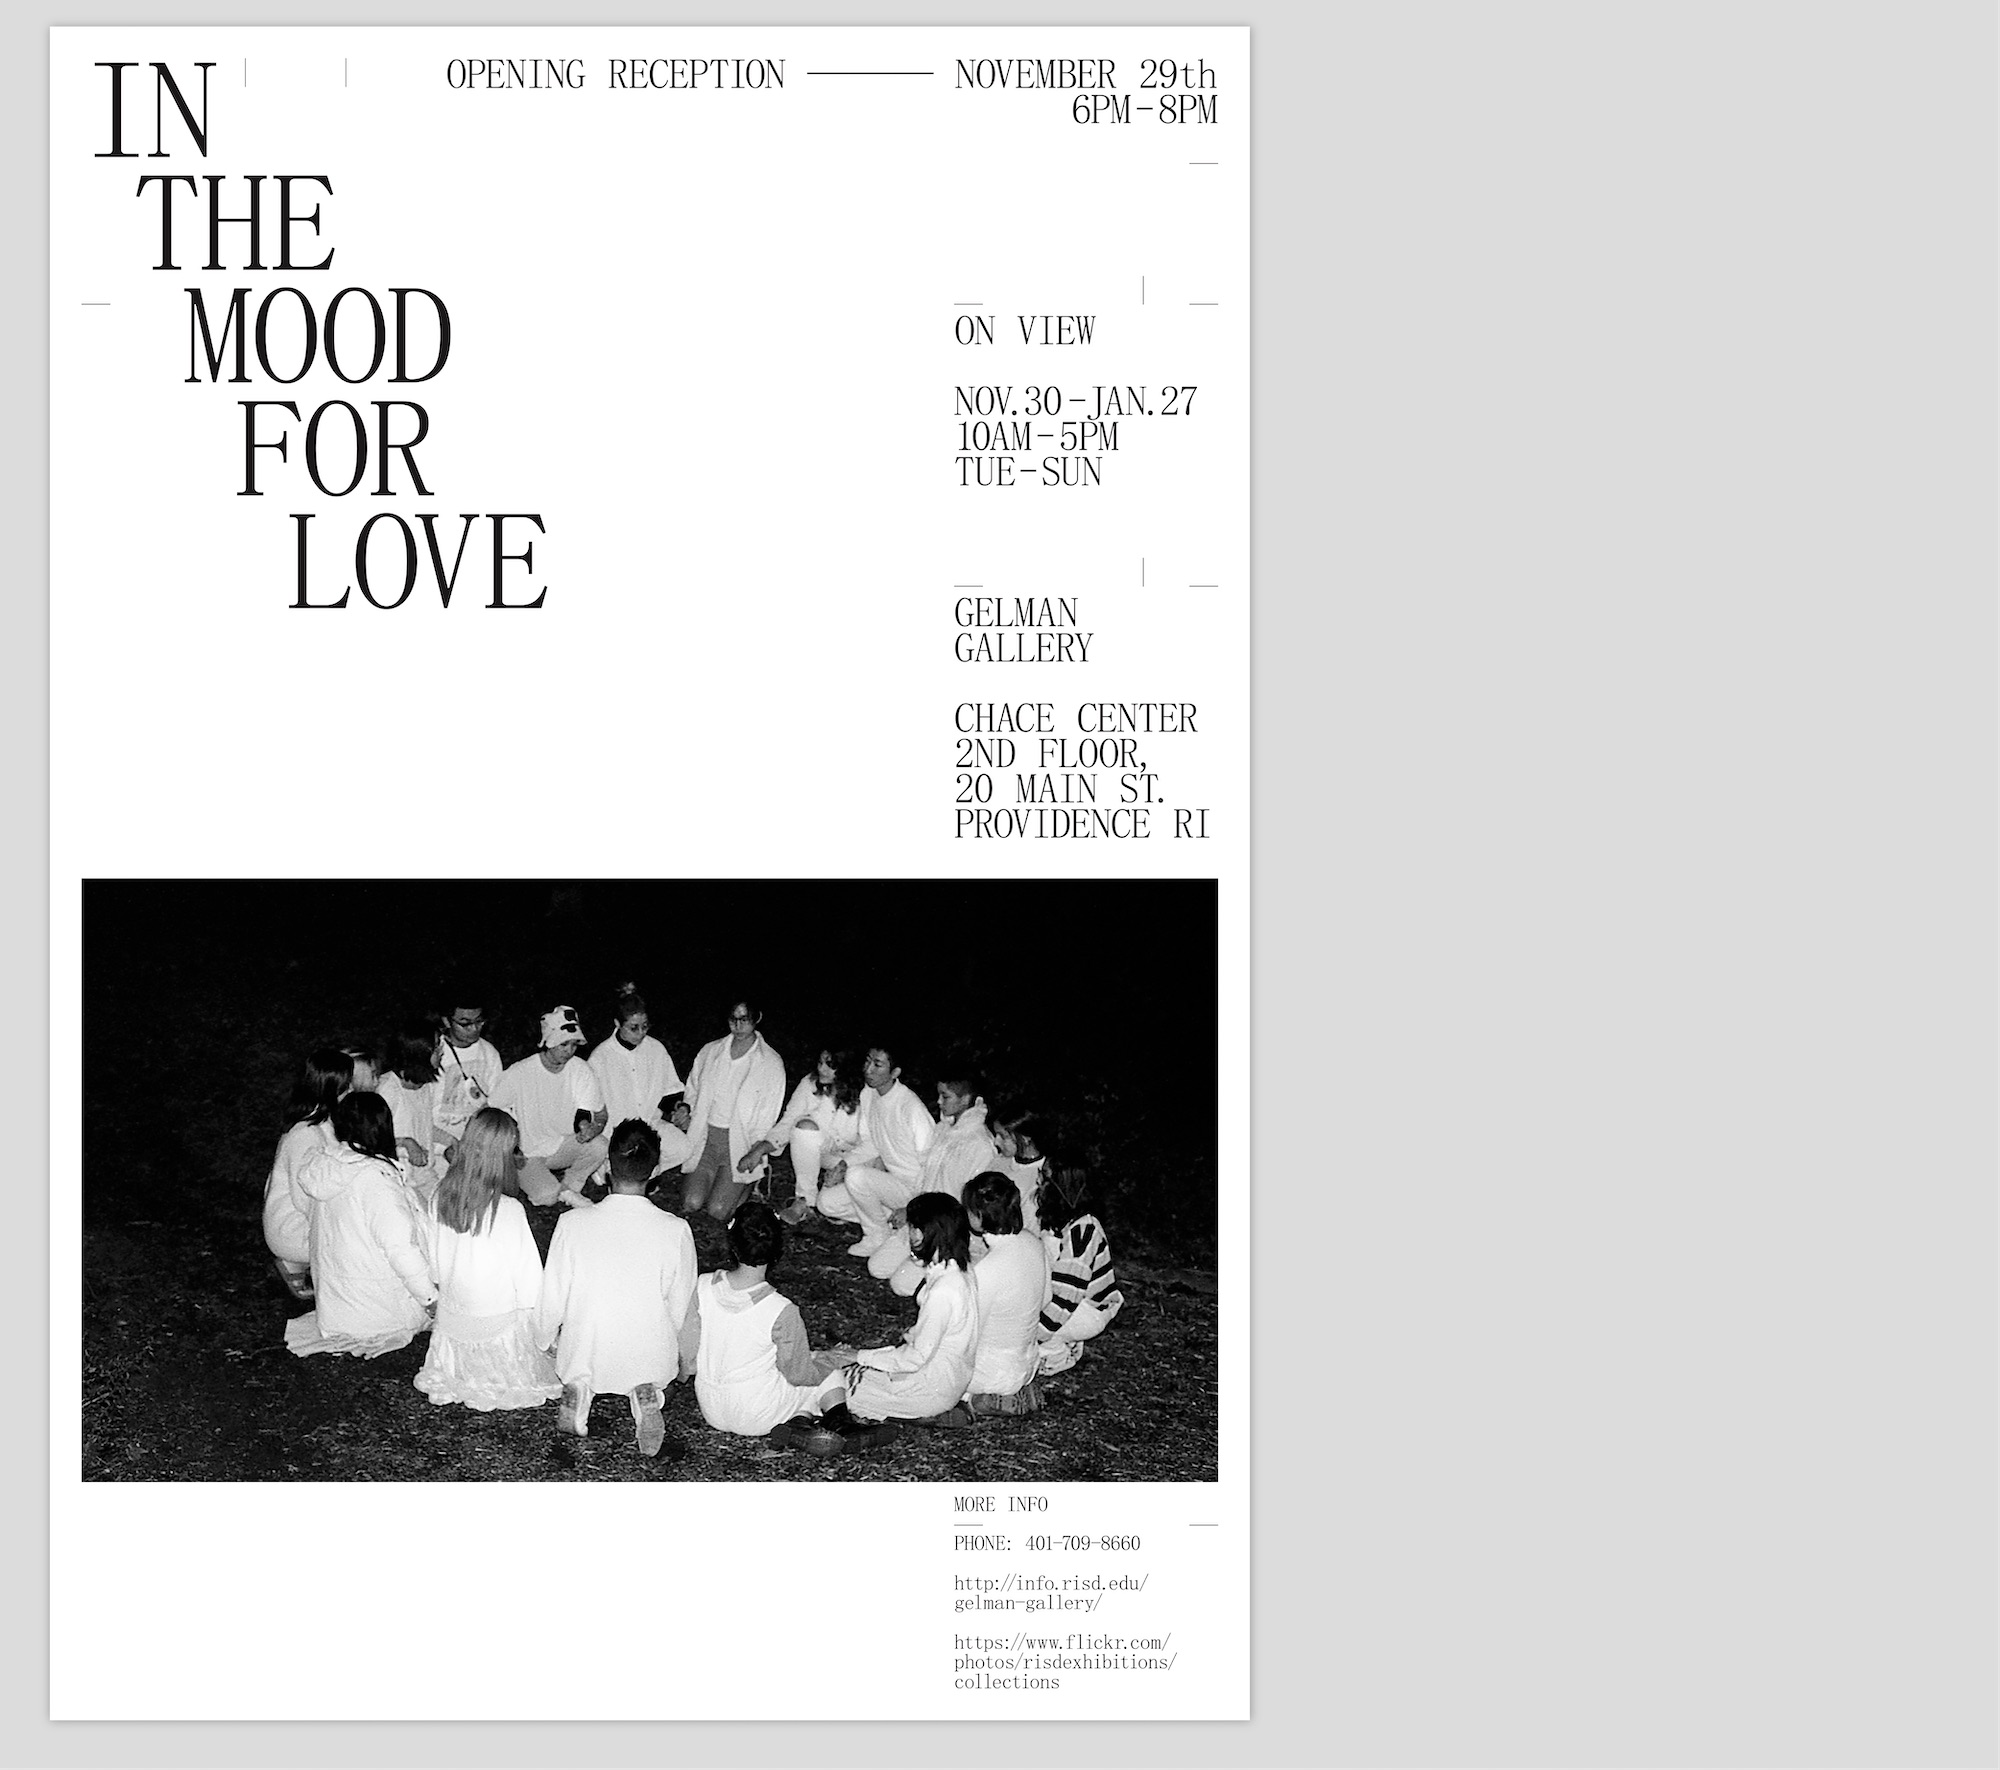 IN
THE
MOOD
FOR
LOVE
OPENING RECEPTION — NOVEMBER 29th
6PM-8PM
ON VIEW
NOV.30-JAN.27
10AM-5PM
TUE-SUN
GELMAN
GALLERY
CHACE CENTER
2ND FLOOR,
20 MAIN ST.
PROVIDENCE RI
MORE INFO
PHONE: 401-709-8660
http://info.risd.edu/
gelman-gallery/
https://www.flickr.com/
photos/risdexhibitions/
collections